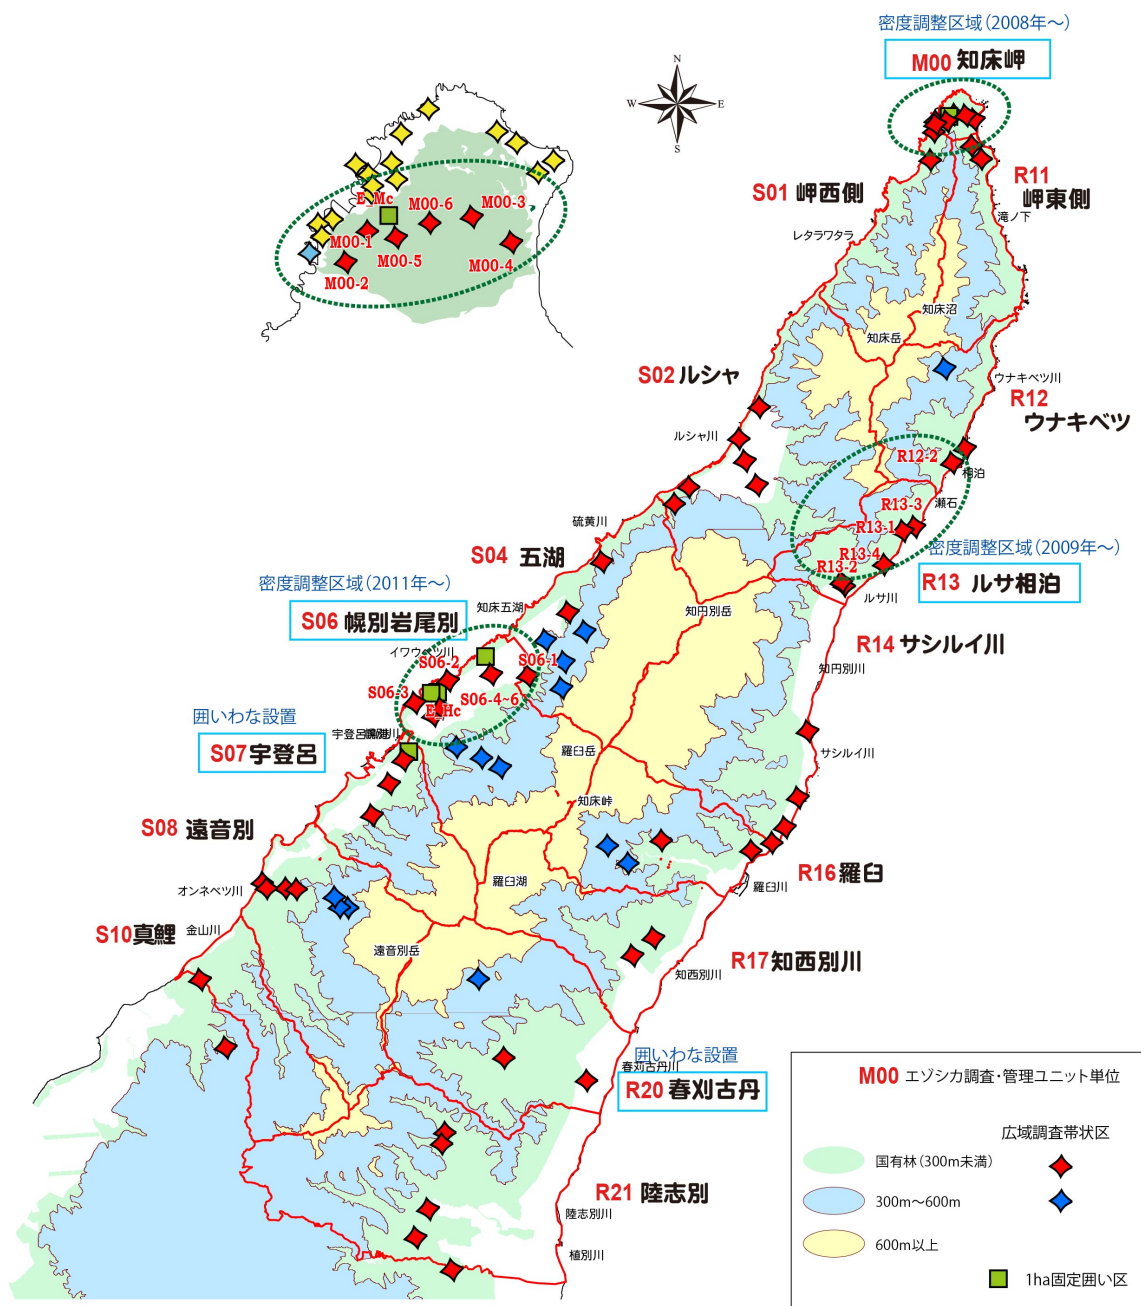 密度調整区域（2008年～）
M00 知床岬
N
W
E
S
E_Mc
M00-6
M00-3
M00-1
M00-5
M00-4
M00-2
S01 岬西側
R11
岬東側
滝ノ下
レタラワタラ
知床沼
知床岳
S02 ルシャ
ウナキベツ川
R12
ウナキベツ
ルシャ川
R12-2
相泊
瀬石
R13-3
硫黄川
R13-1
S04 五湖
R13-4
密度調整区域（2009年～）
R13-2
R13 ルサ相泊
密度調整区域（2011年～）
ルサ川
知床五湖
知円別岳
S06 幌別岩尾別
R14 サシルイ川
イワウベツ川
S06-2
S06-1
知円別川
S06-3
S06-4~6
E_Hc
囲いわな設置
宇登呂
S07 宇登呂
羅臼岳
サシルイ川
知床峠
S08 遠音別
R16 羅臼
羅臼湖
羅臼川
オンネベツ川
S10 真鯉
金山川
遠音別岳
R17 知西別川
知西別川
囲いわな設置
春刈古丹川
R20 春刈古丹
M00 エゾシカ調査・管理ユニット単位
広域調査帯状区
国有林（300m未満）
R21 陸志別
300m～600m
陸志別川
600m以上
植別川
1ha固定囲い区